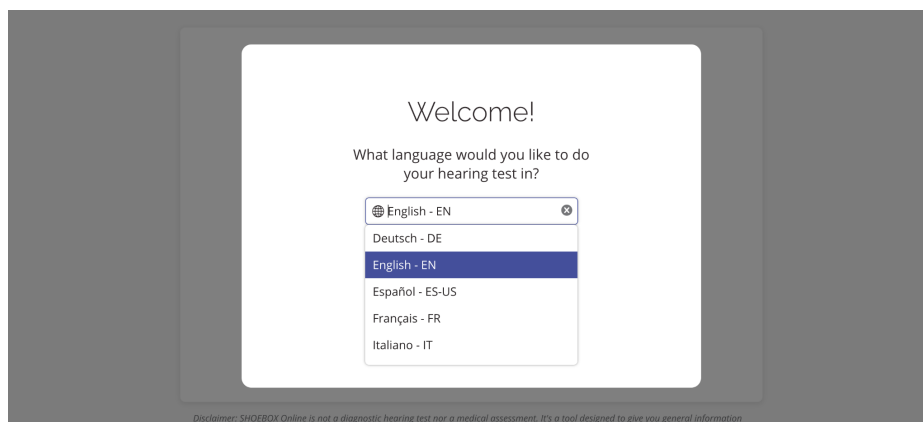 Welcome!
What language would you like to do
your hearing test in?
English - EN
Deutsch - DE
English - EN
Español - ES-US
Français - FR
Italiano - IT
Disclaimer: SHOEBOX Online is not a diagnostic hearing test nor a medical assessment. It's a tool designed to give you general information